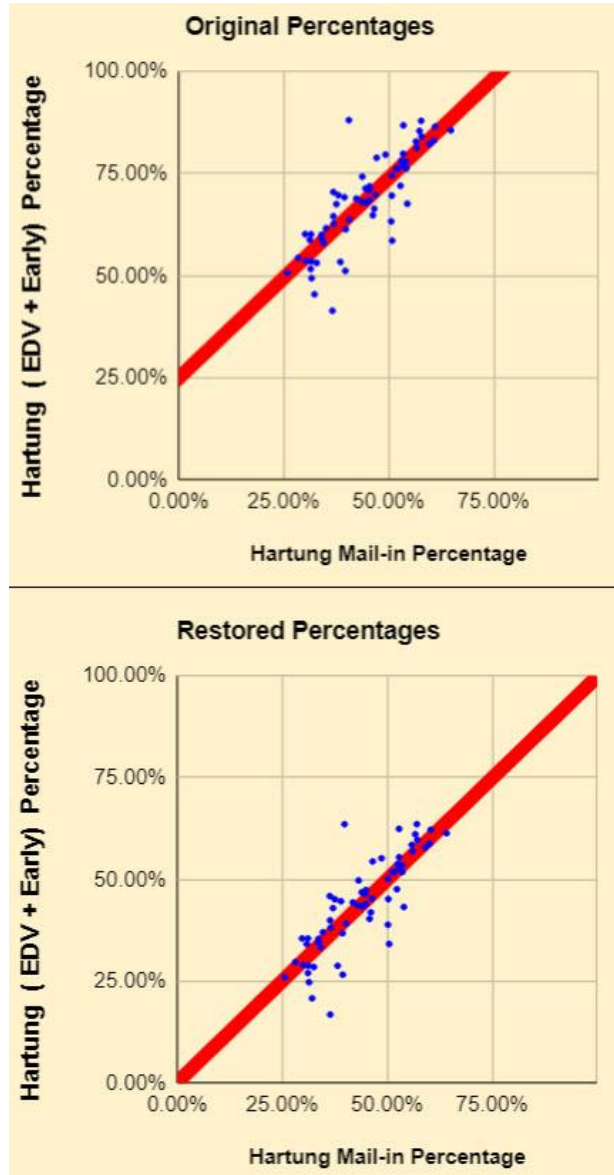 Original Percentages
Hartung ( EDV + Early) Percentage
100.00%
75.00%
50.00%
25.00%
0.00%
0.00% 25.00% 50.00% 75.00%
Hartung Mail-in Percentage
Restored Percentages
Hartung ( EDV + Early) Percentage
100.00%
75.00%
50.00%
25.00%
0.00%
0.00% 25.00% 50.00% 75.00%
Hartung Mail-in Percentage